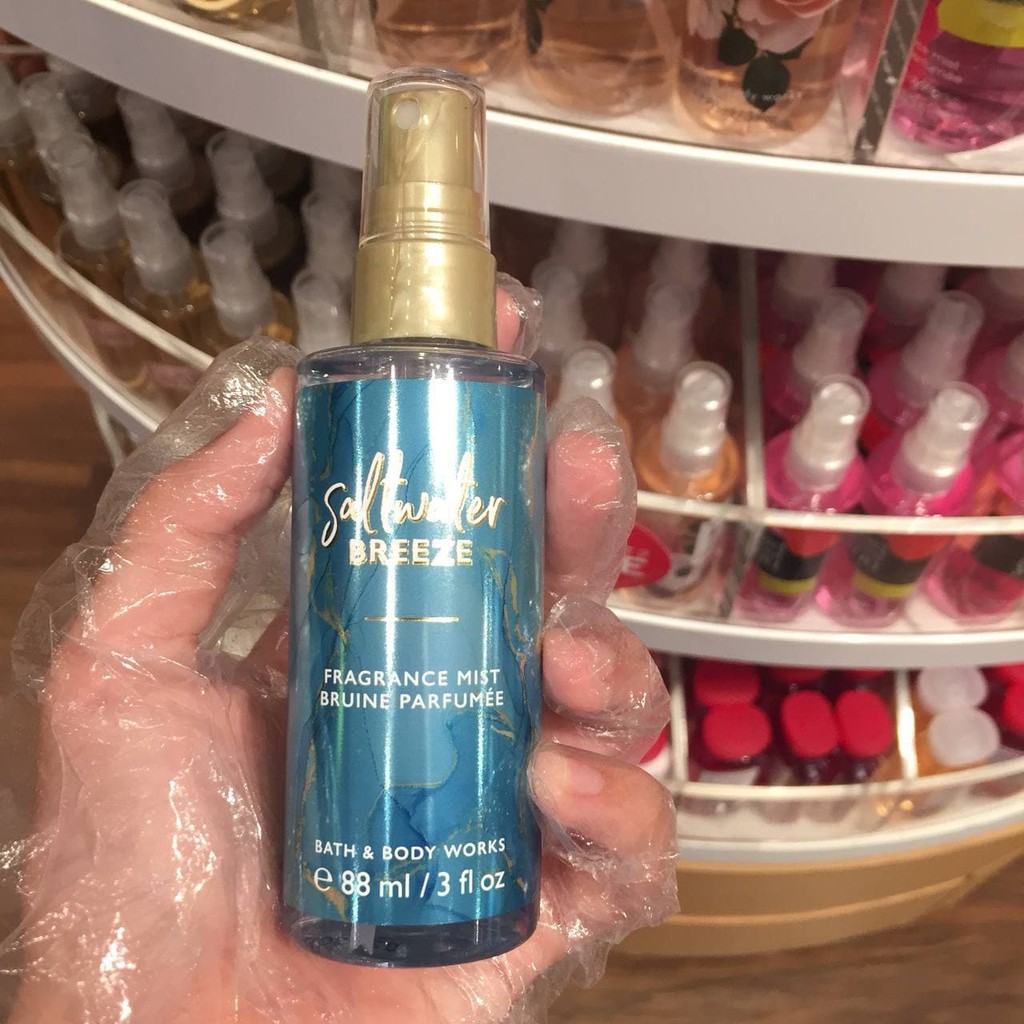 saltwater
BREEZE
FRAGRANCE MIST
BRUINE PARFUMÉE
BATH & BODY WORKS
℮ 88 ml / 3 fl oz